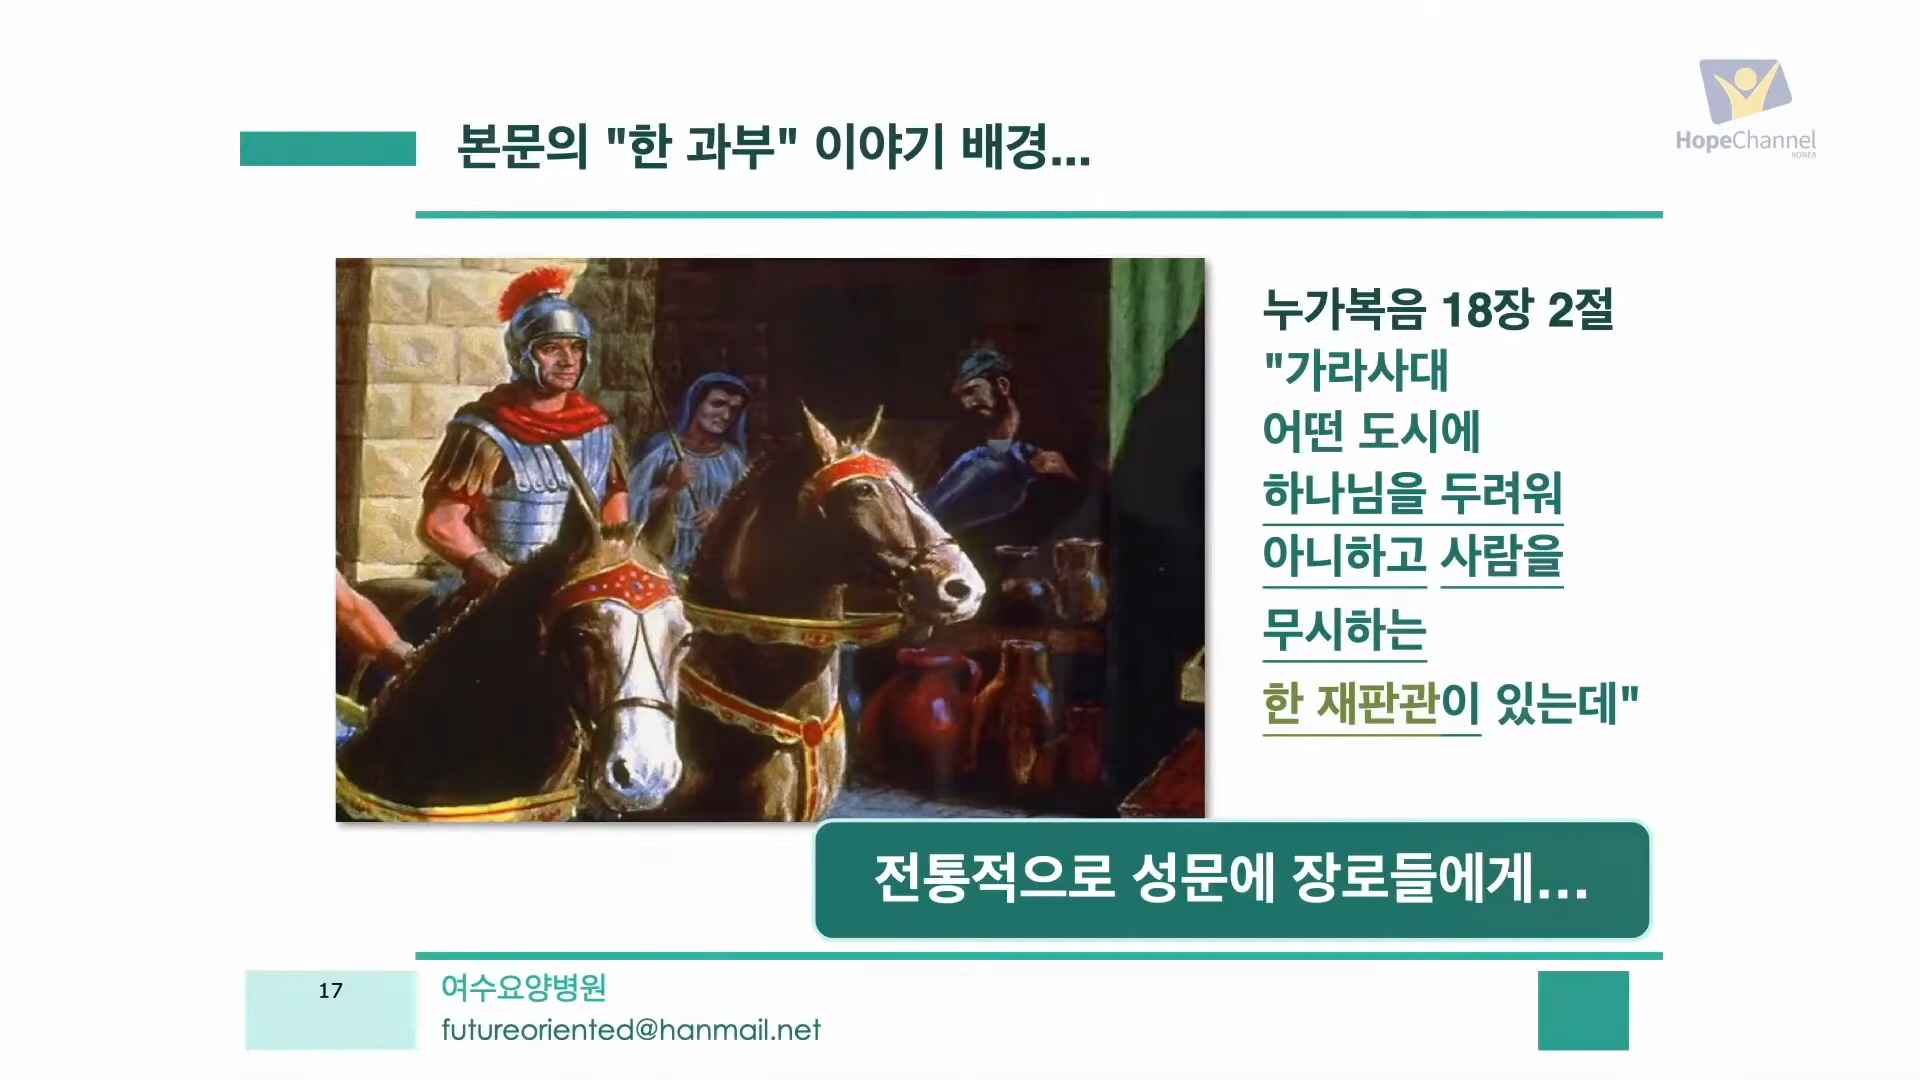 HopeChannel
KOREA
본문의 "한 과부" 이야기 배경...
누가복음 18장 2절
"가라사대
어떤 도시에
하나님을 두려워
아니하고 사람을
무시하는
한 재판관이 있는데"
전통적으로 성문에 장로들에게...
17
여수요양병원
futureoriented@hanmail.net